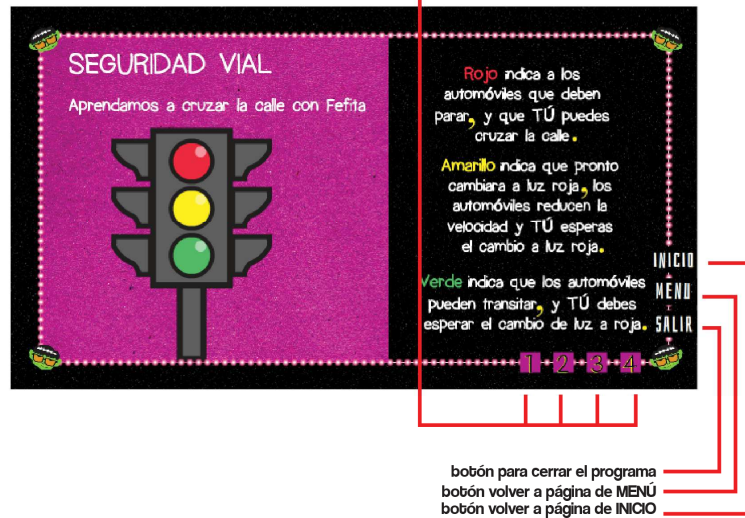 SEGURIDAD VIAL
Aprendamos a cruzar la calle con Fefita
Rojo indica a los
automóviles que deben
parar, y que TÚ puedes
cruzar la calle.
Amarillo indica que pronto
cambiara a luz roja, los
automóviles reducen la
velocidad y TÚ esperas
el cambio a luz roja.
Verde indica que los automóviles
pueden transitar, y TÚ debes
esperar el cambio de luz a roja.
INICIO
MENÚ
SALIR
1 2 3 4
botón para cerrar el programa
botón volver a página de MENÚ
botón volver a página de INICIO